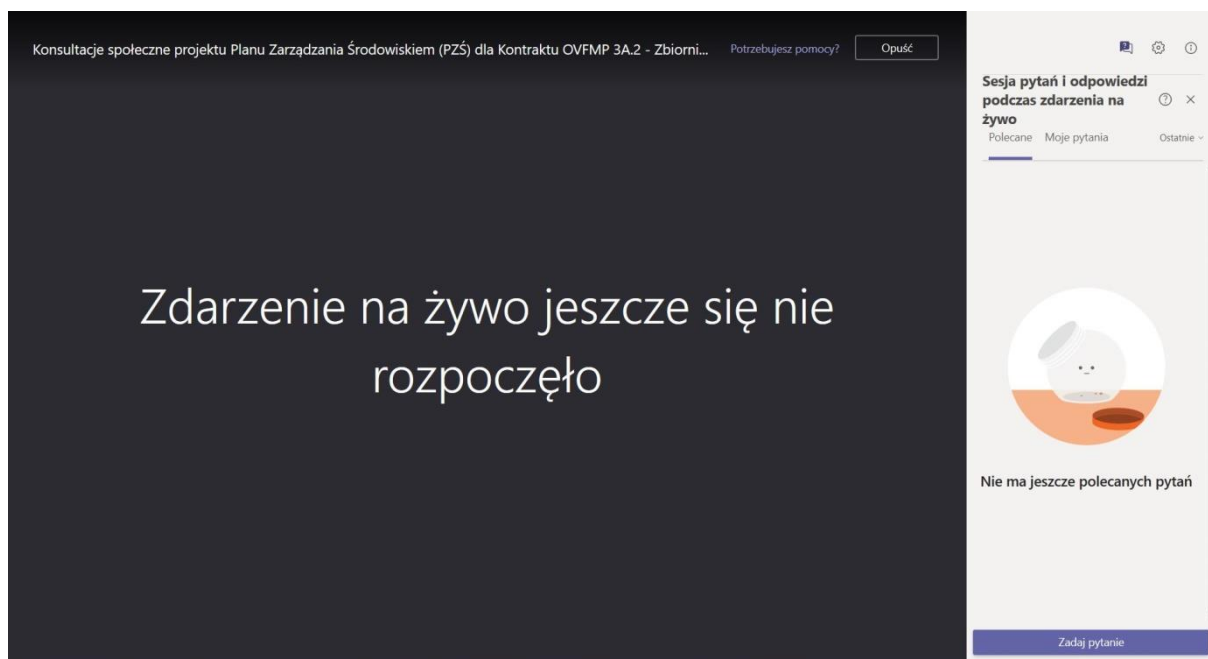 Konsultacje społeczne projektu Planu Zarządzania Środowiskiem (PZŚ) dla Kontraktu OVFMP 3A.2 - Zbiorni...
Potrzebujesz pomocy?
Opuść
Zdarzenie na żywo jeszcze się nie
rozpoczęło
Sesja pytań i odpowiedzi
podczas zdarzenia na
żywo
Polecane
Moje pytania
Ostatnie
Nie ma jeszcze polecanych pytań
Zadaj pytanie